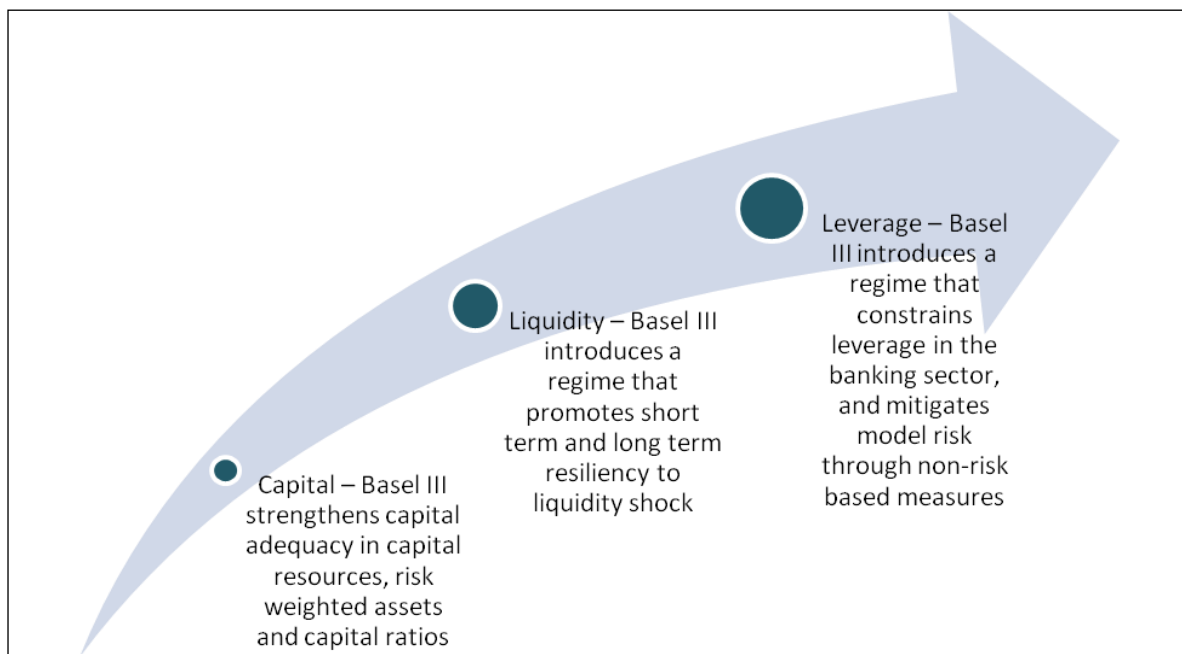 Capital – Basel III
strengthens capital
adequacy in capital
resources, risk
weighted assets
and capital ratios
Liquidity – Basel III
introduces a
regime that
promotes short
term and long term
resiliency to
liquidity shock
Leverage – Basel
III introduces a
regime that
constrains
leverage in the
banking sector,
and mitigates
model risk
through non-risk
based measures